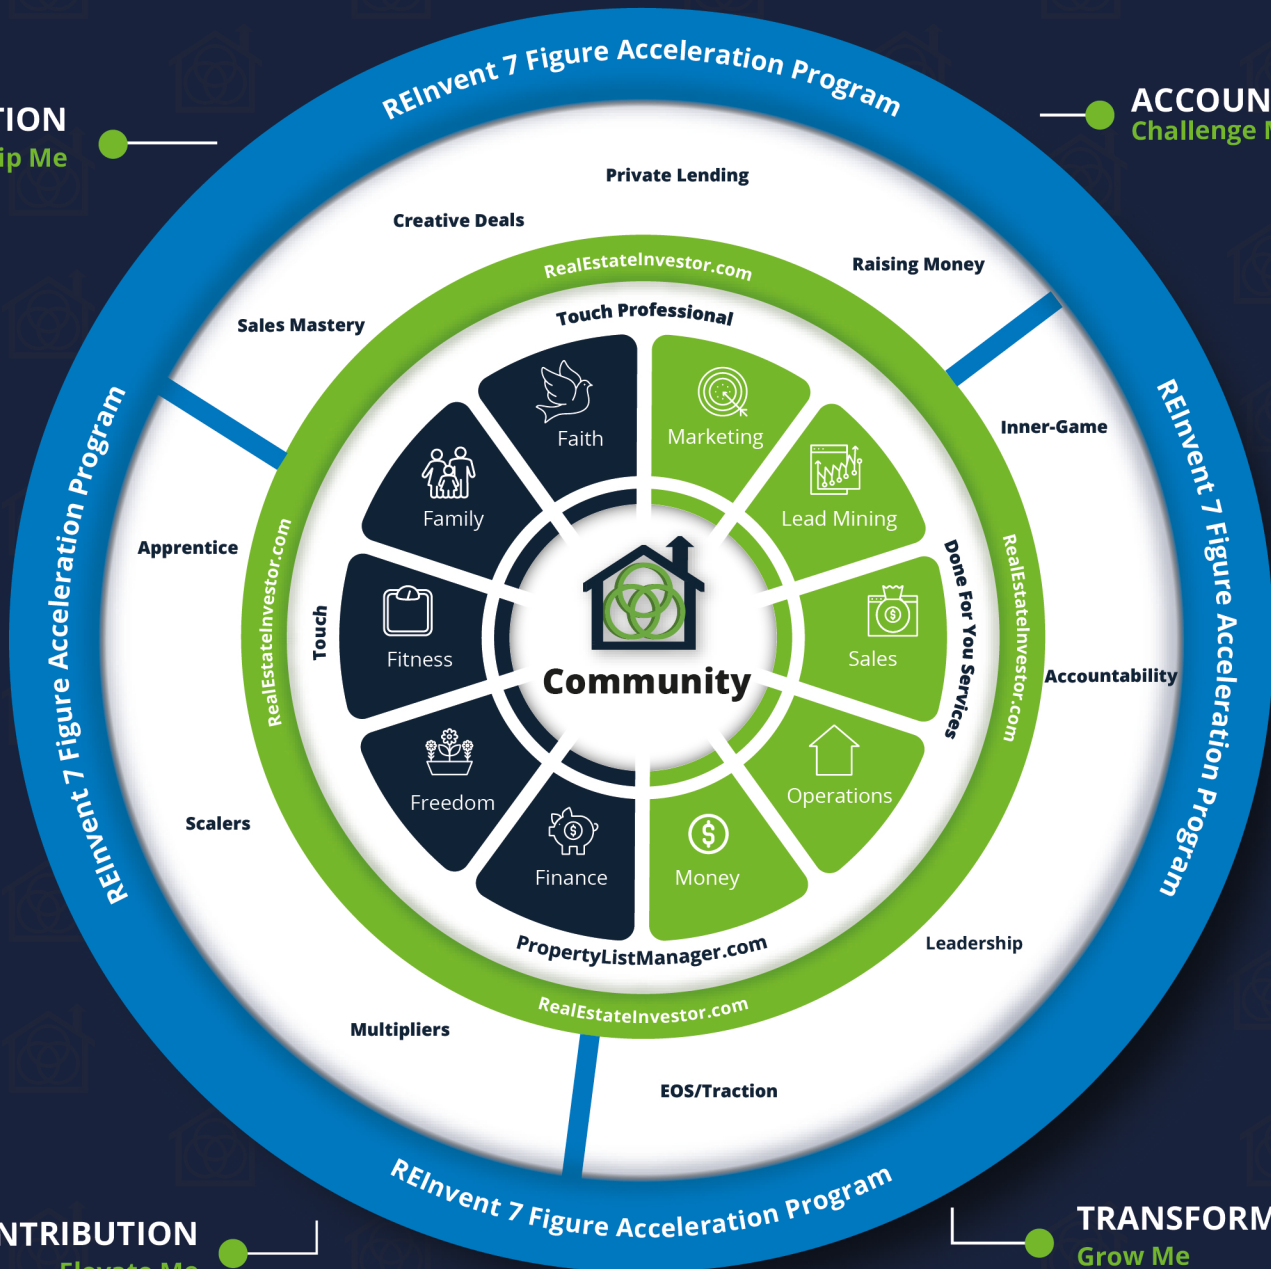 REInvent 7 Figure Acceleration Program
TION
ip Me
ACCOUN
Challenge M
Private Lending
Creative Deals
Raising Money
Sales Mastery
RealEstateInvestor.com
Touch Professional
Faith
Marketing
Family
Lead Mining
Inner-Game
REInvent 7 Figure Acceleration Program
REInvent 7 Figure Acceleration Program
Apprentice
RealEstateInvestor.com
Touch
Fitness
Community
Sales
Done For You Services
RealEstateInvestor.com
Accountability
Freedom
Operations
Scalers
Finance
Money
PropertyListManager.com
Leadership
RealEstateInvestor.com
Multipliers
EOS/Traction
REInvent 7 Figure Acceleration Program
NTRIBUTION
Elevate Me
TRANSFORM
Grow Me